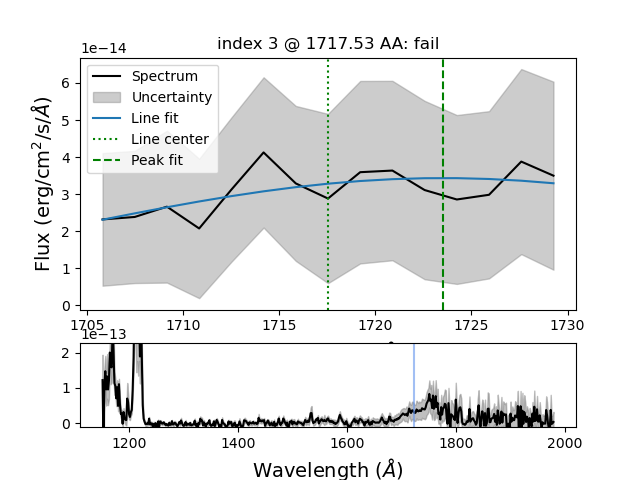 index 3 @ 1717.53 AA: fail
1e−14
Spectrum
Uncertainty
Line fit
Line center
Peak fit
6
5
4
3
2
1
0
Flux (erg/cm²/s/Å)
1705 1710 1715 1720 1725 1730
1e−13
2
1
0
1200 1400 1600 1800 2000
Wavelength (Å)